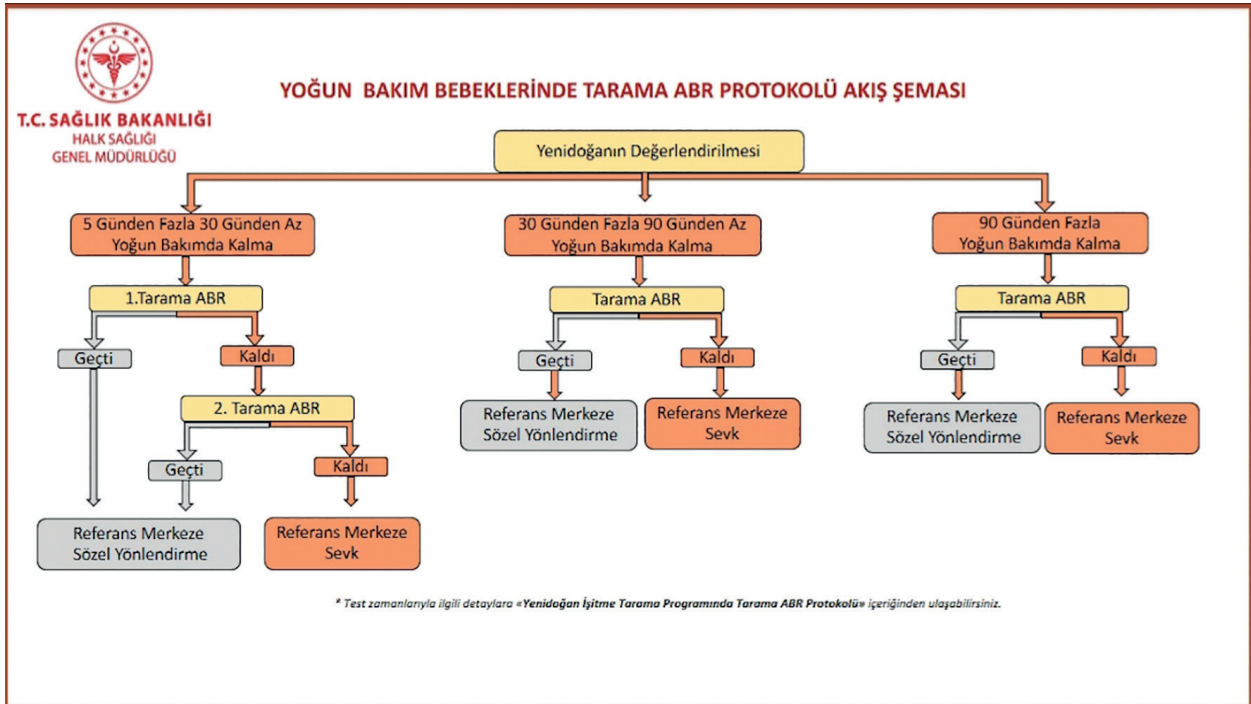 T.C. SAĞLIK BAKANLIĞI
HALK SAĞLIĞI
GENEL MÜDÜRLÜĞÜ
YOĞUN BAKIM BEBEKLERİNDE TARAMA ABR PROTOKOLÜ AKIŞ ŞEMASI
Yenidoğanın Değerlendirilmesi
5 Günden Fazla 30 Günden Az
Yoğun Bakımda Kalma
1.Tarama ABR
Geçti
Kaldı
2. Tarama ABR
Geçti
Kaldı
Referans Merkeze
Sözel Yönlendirme
Referans Merkeze
Sevk
30 Günden Fazla 90 Günden Az
Yoğun Bakımda Kalma
Tarama ABR
Geçti
Kaldı
Referans Merkeze
Sözel Yönlendirme
Referans Merkeze
Sevk
90 Günden Fazla
Yoğun Bakımda Kalma
Tarama ABR
Geçti
Kaldı
Referans Merkeze
Sözel Yönlendirme
Referans Merkeze
Sevk
* Test zamanlarıyla ilgili detaylara «Yenidoğan İşitme Tarama Programında Tarama ABR Protokolü» içeriğinden ulaşabilirsiniz.